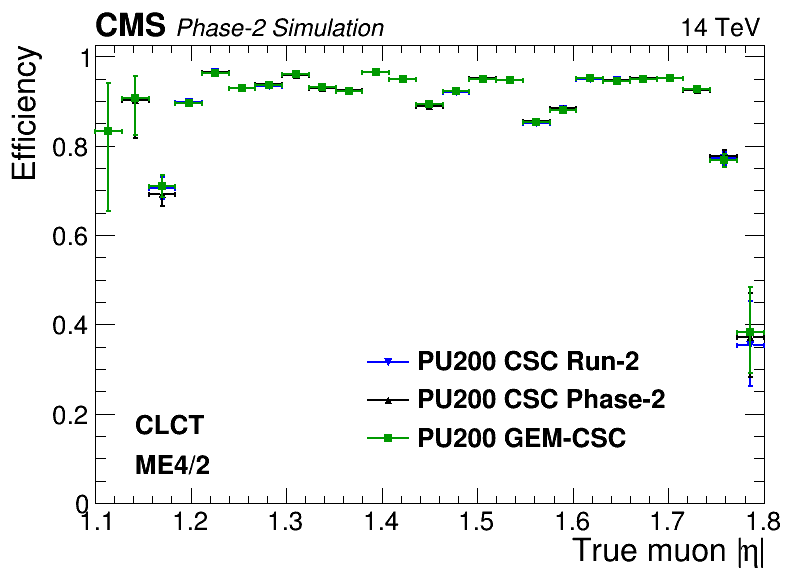 CMS Phase-2 Simulation 14 TeV
Efficiency
1
0.8
0.6
0.4
0.2
0
PU200 CSC Run-2
PU200 CSC Phase-2
PU200 GEM-CSC
CLCT
ME4/2
1.1 1.2 1.3 1.4 1.5 1.6 1.7 1.8
True muon |η|